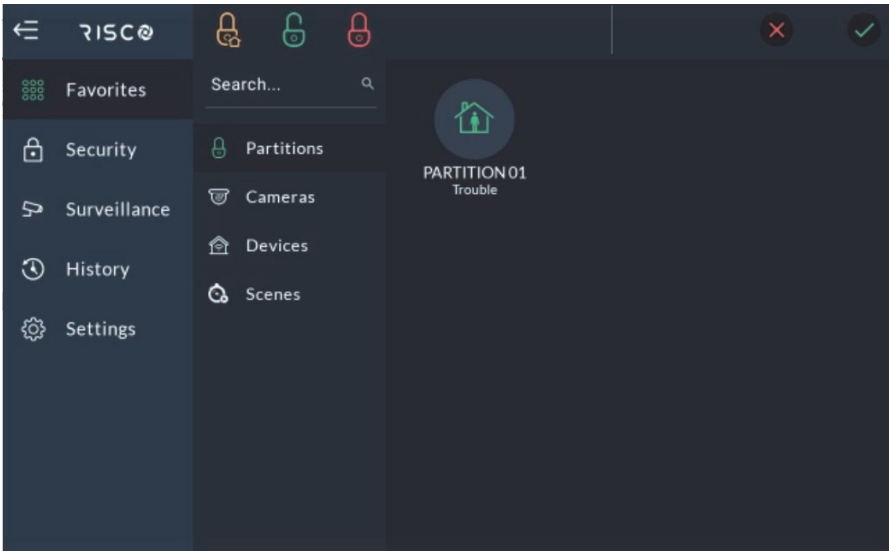 RISCO
Favorites
Security
Surveillance
History
Settings
Search...
Partitions
Cameras
Devices
Scenes
PARTITION 01
Trouble